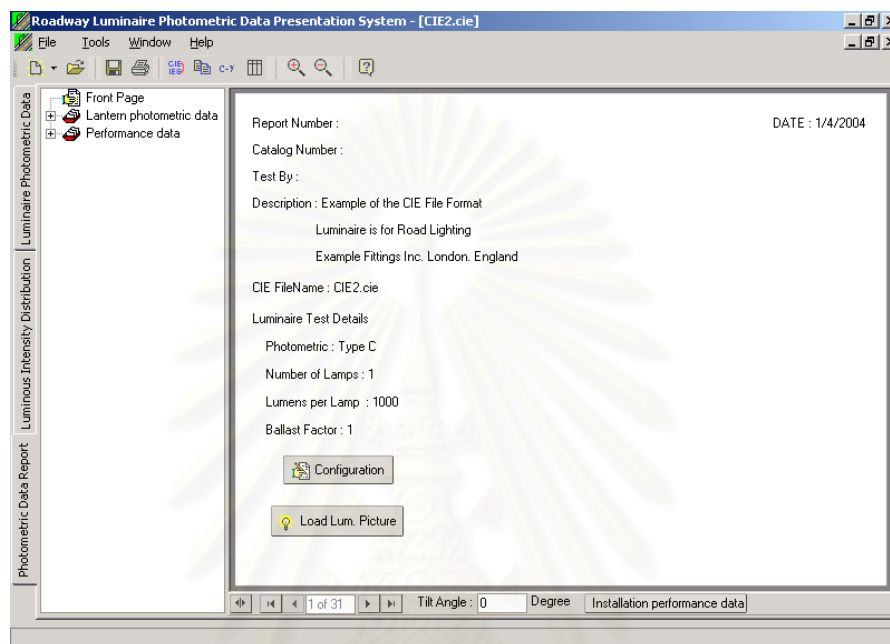 Roadway Luminaire Photometric Data Presentation System - [CIE2.cie]
File Tools Window Help
CIE IES C-Y
Luminaire Photometric Data
Luminous Intensity Distribution
Photometric Data Report
Front Page
Lantern photometric data
Performance data
Report Number : DATE : 1/4/2004
Catalog Number :
Test By :
Description : Example of the CIE File Format
Luminaire is for Road Lighting
Example Fittings Inc. London. England
CIE FileName : CIE2.cie
Luminaire Test Details
Photometric : Type C
Number of Lamps : 1
Lumens per Lamp : 1000
Ballast Factor : 1
Configuration
Load Lum. Picture
1 of 31 Tilt Angle : 0 Degree Installation performance data